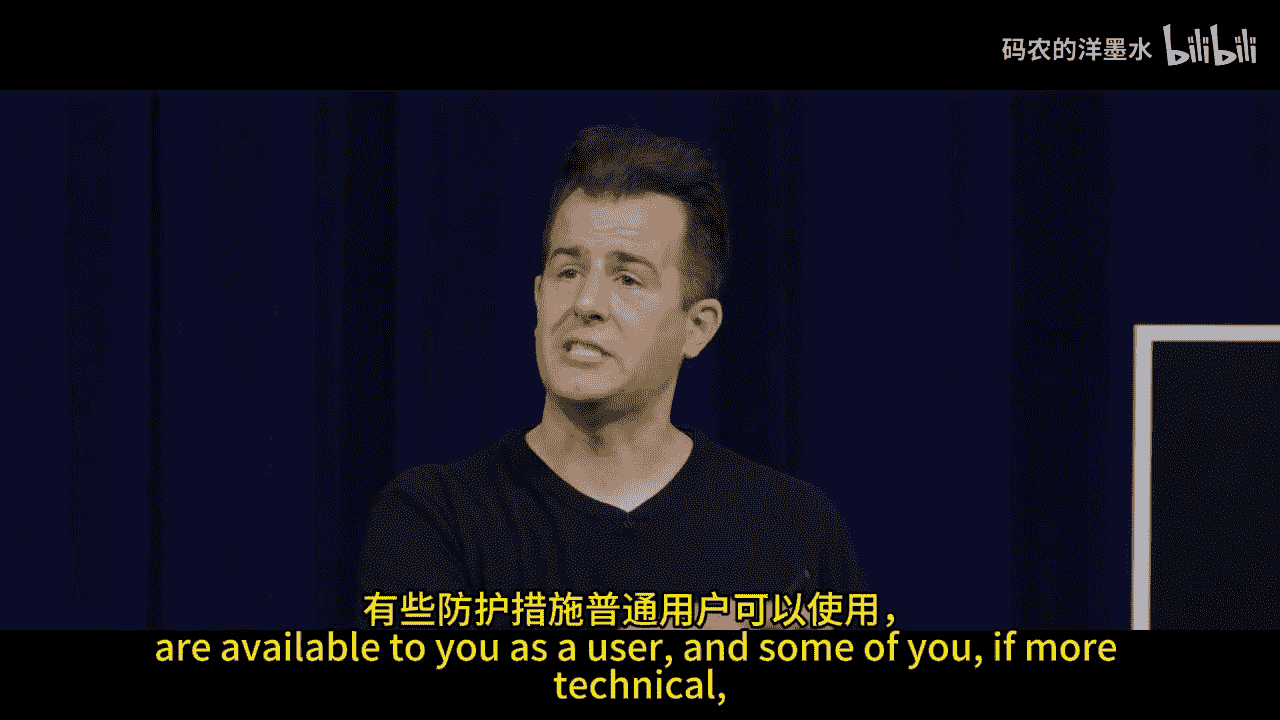 码农的洋墨水 bilibili
有些防护措施普通用户可以使用，
are available to you as a user, and some of you, if more
technical,